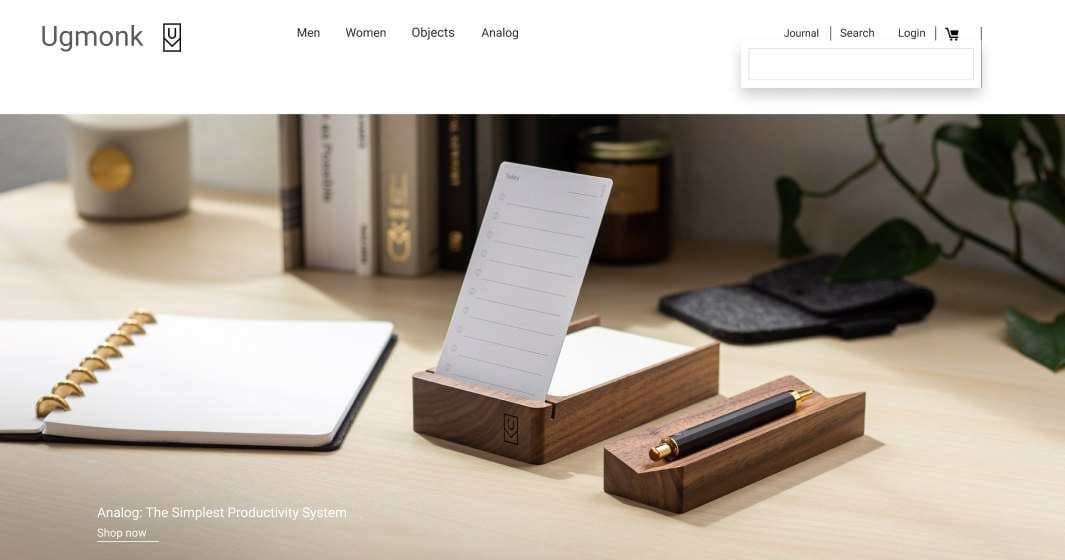 Ugmonk
Men Women Objects Analog
Journal Search Login
Today
Analog: The Simplest Productivity System
Shop now